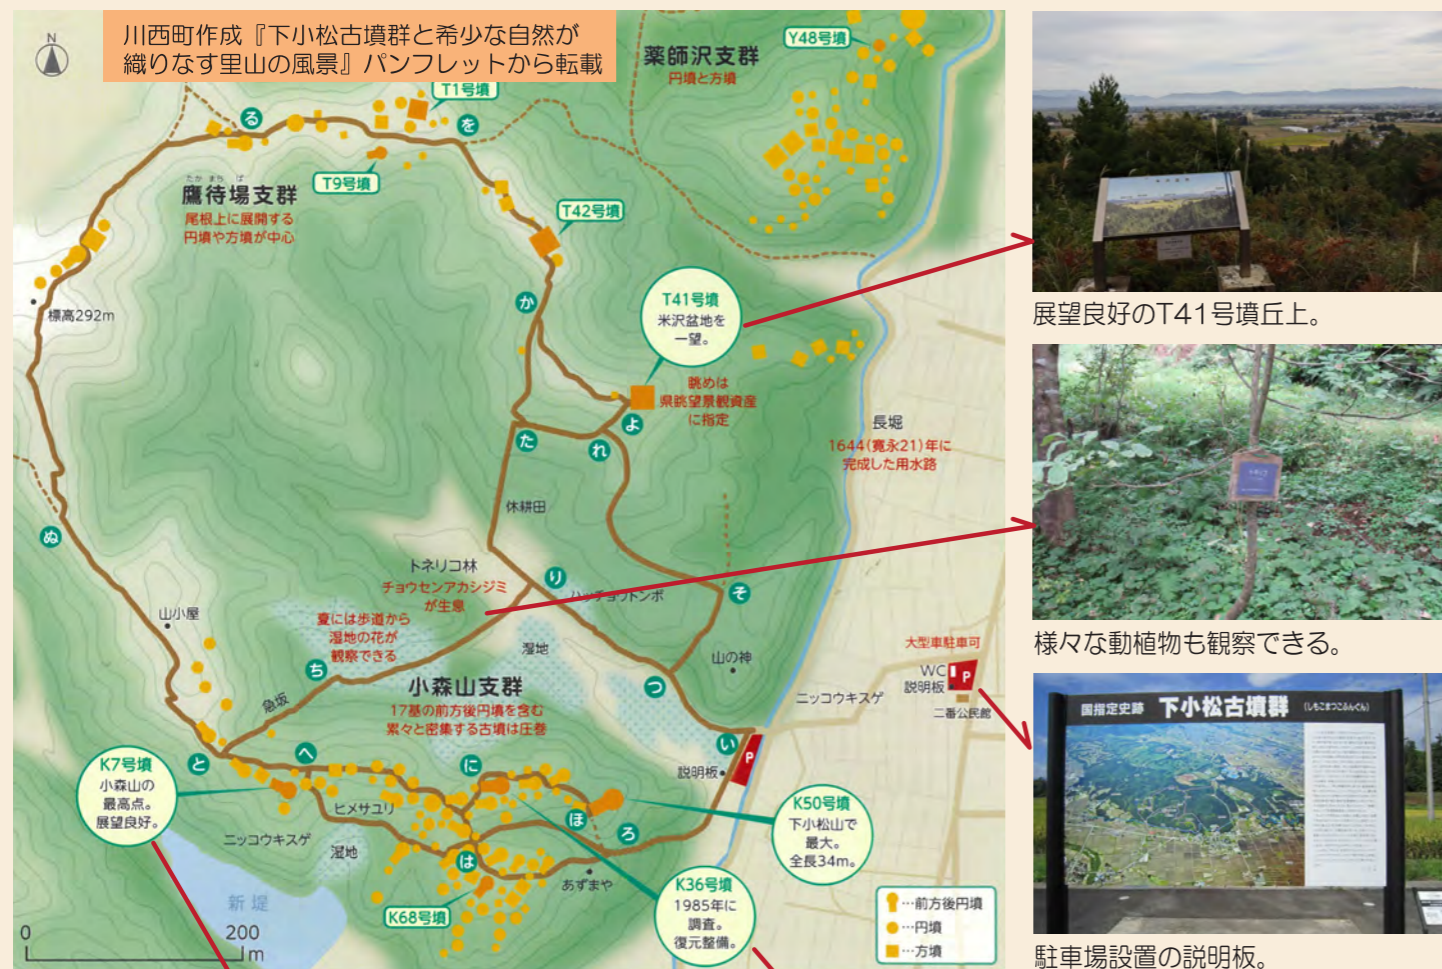 川西町作成『下小松古墳群と希少な自然が
織りなす里山の風景』パンフレットから転載
N
薬師沢支群
円墳と方墳
Y48号墳
T1号墳
る
を
T9号墳
たかまちば
鷹待場支群
尾根上に展開する
円墳や方墳が中心
T42号墳
標高292m
か
T41号墳
米沢盆地を
一望。
眺めは
県眺望景観資産
に指定
よ
た
れ
長堀
1644(寛永21)年に
完成した用水路
休耕田
ぬ
トネリコ林
チョウセンアカシジミ
が生息
り
ハッチョウトンボ
そ
山小屋
夏には歩道から
湿地の花が
観察できる
湿地
山の神
ち
急坂
小森山支群
17基の前方後円墳を含む
累々と密集する古墳は圧巻
つ
ニッコウキスゲ
大型車駐車可
WC
説明板
P
二番公民館
い
説明板
P
と
へ
に
K7号墳
小森山の
最高点。
展望良好。
ヒメサユリ
ニッコウキスゲ
湿地
ほ
ろ
は
あずまや
K50号墳
下小松山で
最大。
全長34m。
K36号墳
1985年に
調査。
復元整備。
K68号墳
新堤
0
200
m
…前方後円墳
…円墳
…方墳
展望良好のT41号墳丘上。
様々な動植物も観察できる。
国指定史跡 下小松古墳群 (しもこまつこふんぐん)
駐車場設置の説明板。